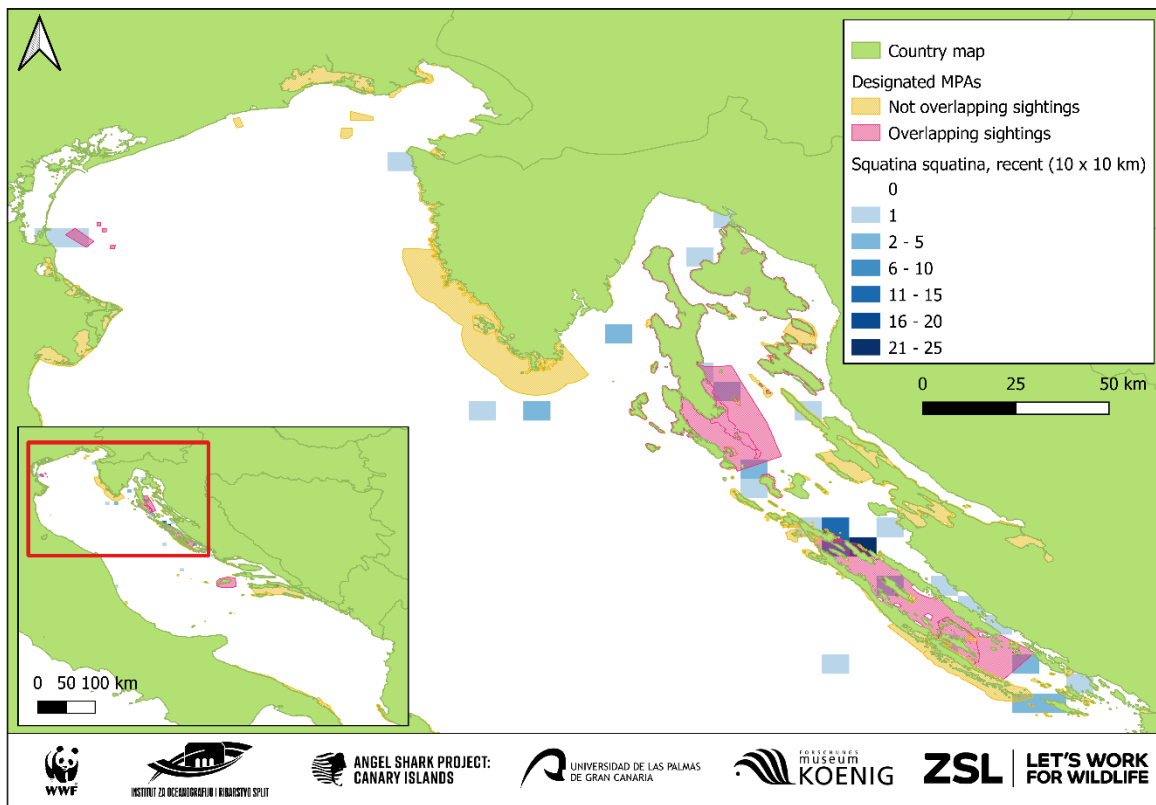 Country map
Designated MPAs
Not overlapping sightings
Overlapping sightings
Squatina squatina, recent (10 x 10 km)
0
1
2 - 5
6 - 10
11 - 15
16 - 20
21 - 25
0 25 50 km
0 50 100 km
WWF
INSTITUT ZA OCEANOGRAFIJU I RIBARSTVO SPLIT
ANGEL SHARK PROJECT:
CANARY ISLANDS
UNIVERSIDAD DE LAS PALMAS
DE GRAN CANARIA
FORSCHUNGS
museum
KOENIG
ZSL
LET'S WORK
FOR WILDLIFE